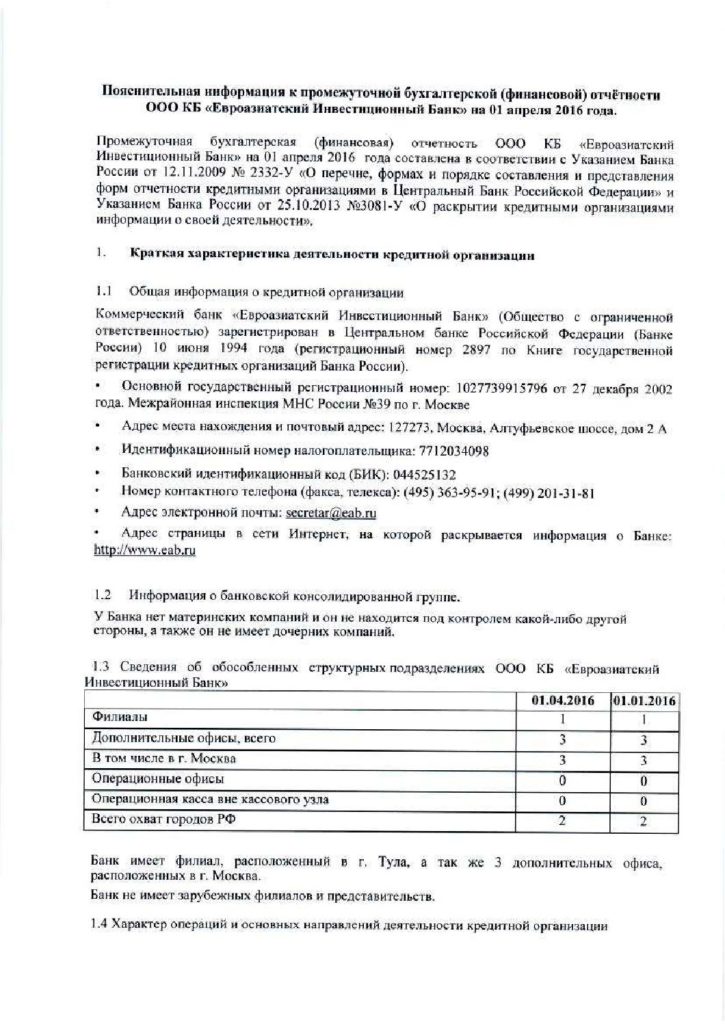 Пояснительная информация к промежуточной бухгалтерской (финансовой) отчётности
ООО КБ «Евроазиатский Инвестиционный Банк» на 01 апреля 2016 года.
Промежуточная бухгалтерская (финансовая) отчетность ООО КБ «Евроазиатский
Инвестиционный Банк» на 01 апреля 2016 года составлена в соответствии с Указанием Банка
России от 12.11.2009 № 2332-У «О перечне, формах и порядке составления и представления
форм отчетности кредитными организациями в Центральный Банк Российской Федерации» и
Указанием Банка России от 25.10.2013 №3081-У «О раскрытии кредитными организациями
информации о своей деятельности».
1. Краткая характеристика деятельности кредитной организации
1.1 Общая информация о кредитной организации
Коммерческий банк «Евроазиатский Инвестиционный Банк» (Общество с ограниченной
ответственностью) зарегистрирован в Центральном банке Российской Федерации (Банке
России) 10 июня 1994 года (регистрационный номер 2897 по Книге государственной
регистрации кредитных организаций Банка России).
• Основной государственный регистрационный номер: 1027739915796 от 27 декабря 2002
года. Межрайонная инспекция МНС России №39 по г. Москве
• Адрес места нахождения и почтовый адрес: 127273, Москва, Алтуфьевское шоссе, дом 2 А
• Идентификационный номер налогоплательщика: 7712034098
• Банковский идентификационный код (БИК): 044525132
• Номер контактного телефона (факса, телекса): (495) 363-95-91; (499) 201-31-81
• Адрес электронной почты: secretar@eab.ru
• Адрес страницы в сети Интернет, на которой раскрывается информация о Банке:
http://www.eab.ru
1.2 Информация о банковской консолидированной группе.
У Банка нет материнских компаний и он не находится под контролем какой-либо другой
стороны, а также он не имеет дочерних компаний.
1.3 Сведения об обособленных структурных подразделениях ООО КБ «Евроазиатский
Инвестиционный Банк»
01.04.2016 01.01.2016
Филиалы 1 1
Дополнительные офисы, всего 3 3
В том числе в г. Москва 3 3
Операционные офисы 0 0
Операционная касса вне кассового узла 0 0
Всего охват городов РФ 2 2
Банк имеет филиал, расположенный в г. Тула, а так же 3 дополнительных офиса,
расположенных в г. Москва.
Банк не имеет зарубежных филиалов и представительств.
1.4 Характер операций и основных направлений деятельности кредитной организации